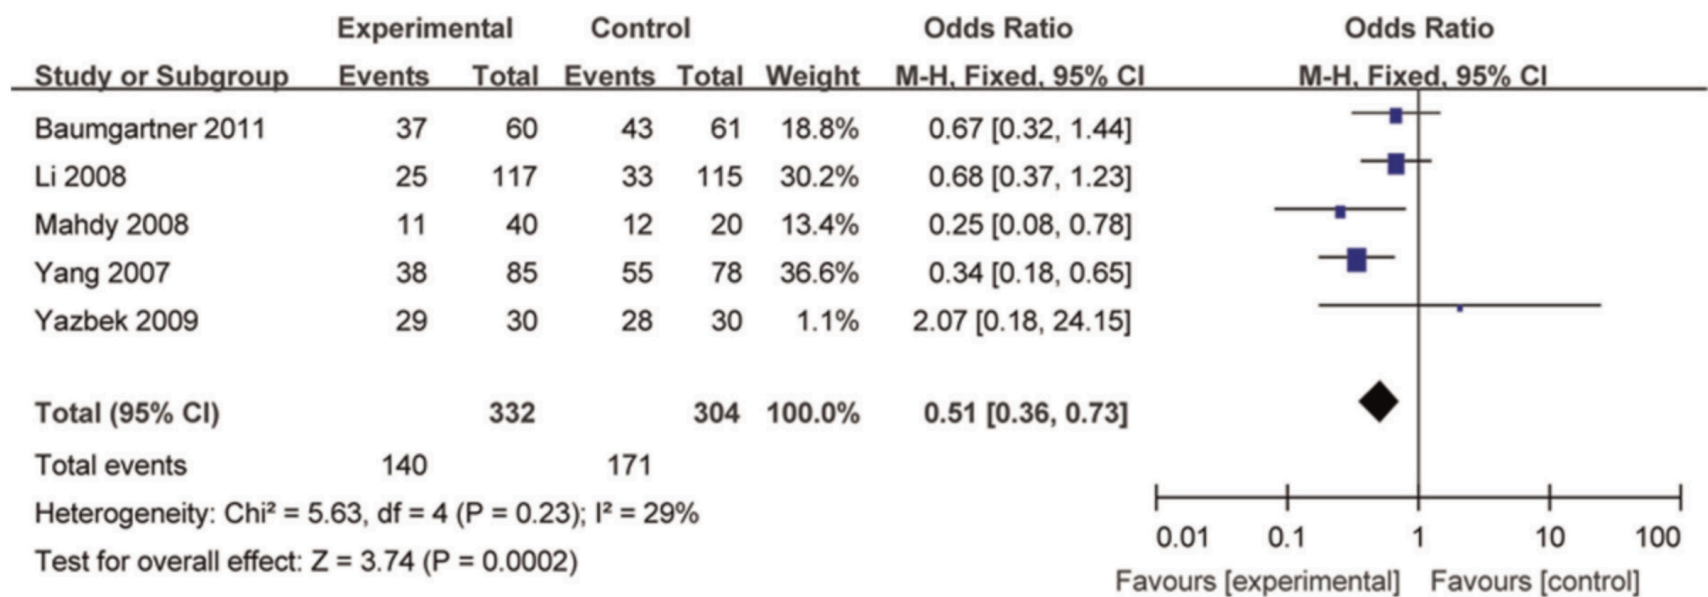 Experimental Control Odds Ratio Odds Ratio
Study or Subgroup Events Total Events Total Weight M-H, Fixed, 95% CI M-H, Fixed, 95% CI
Baumgartner 2011 37 60 43 61 18.8% 0.67 [0.32, 1.44]
Li 2008 25 117 33 115 30.2% 0.68 [0.37, 1.23]
Mahdy 2008 11 40 12 20 13.4% 0.25 [0.08, 0.78]
Yang 2007 38 85 55 78 36.6% 0.34 [0.18, 0.65]
Yazbek 2009 29 30 28 30 1.1% 2.07 [0.18, 24.15]
Total (95% CI) 332 304 100.0% 0.51 [0.36, 0.73]
Total events 140 171
Heterogeneity: Chi² = 5.63, df = 4 (P = 0.23); I² = 29%
Test for overall effect: Z = 3.74 (P = 0.0002)
0.01 0.1 1 10 100
Favours [experimental] Favours [control]